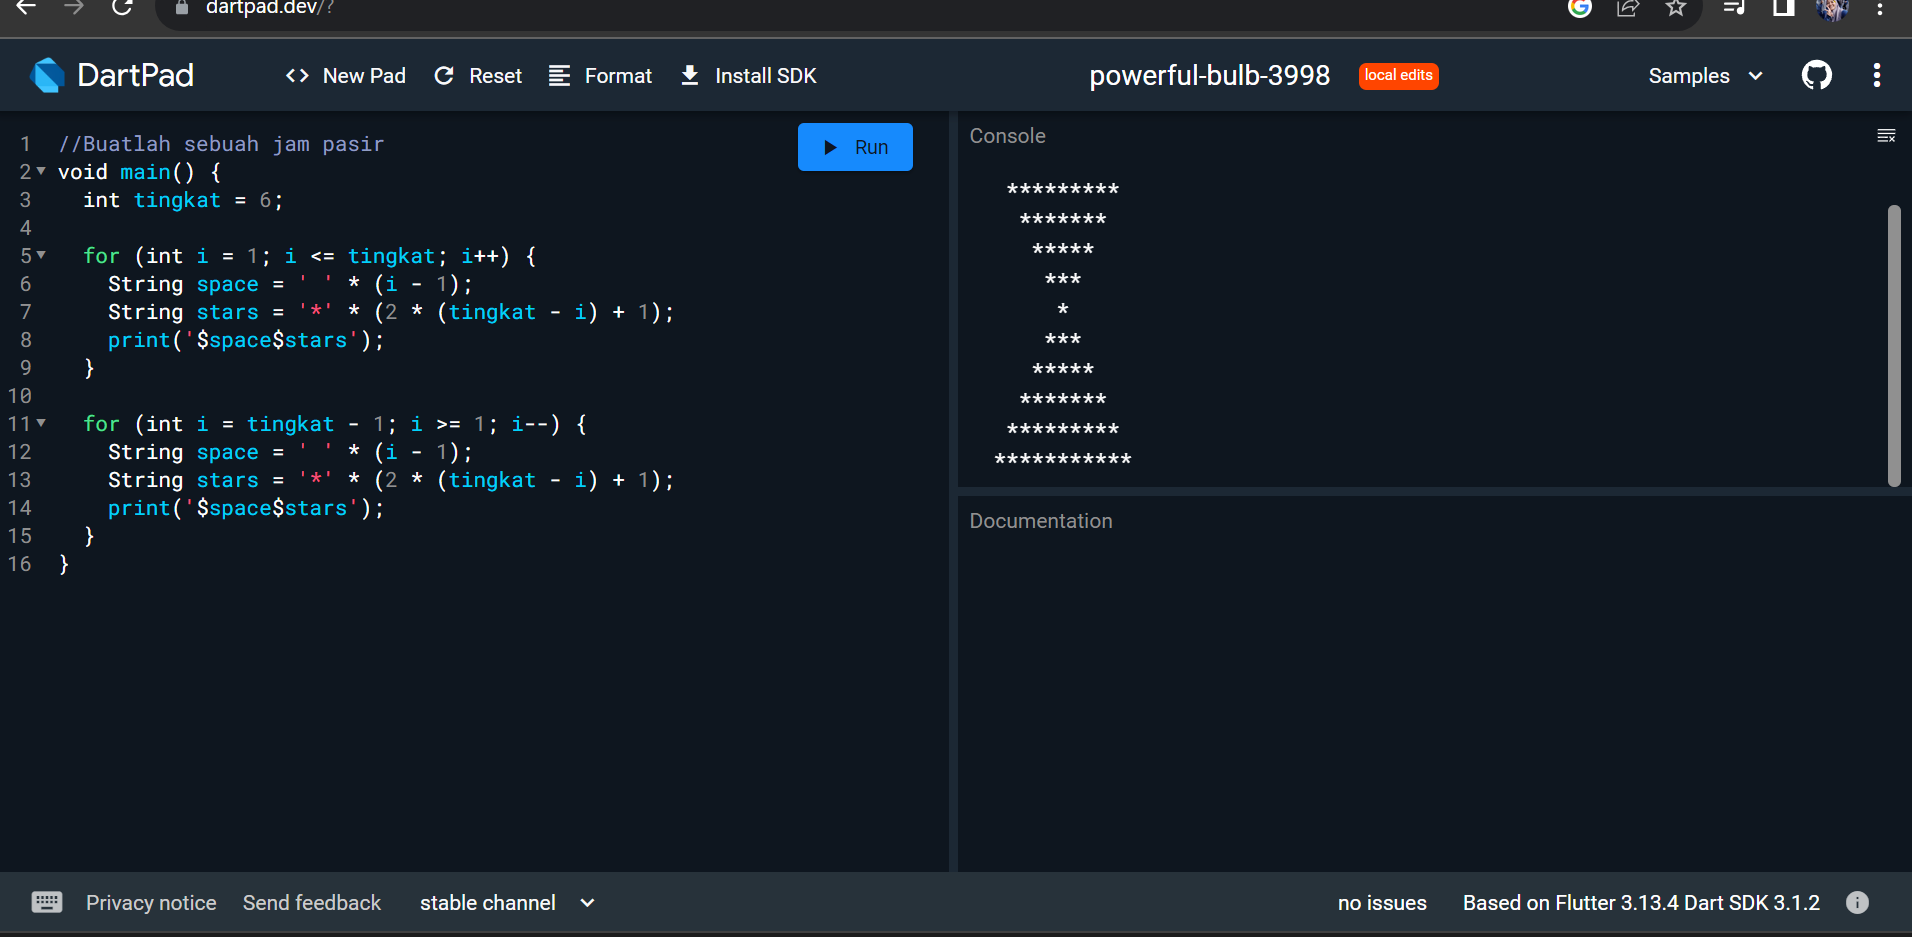 dartpad.dev/?
DartPad
<> New Pad
Reset
Format
Install SDK
powerful-bulb-3998
local edits
Samples
1 //Buatlah sebuah jam pasir
2 void main() {
3   int tingkat = 6;
4
5   for (int i = 1; i <= tingkat; i++) {
6     String space = ' ' * (i - 1);
7     String stars = '*' * (2 * (tingkat - i) + 1);
8     print('$space$stars');
9   }
10
11   for (int i = tingkat - 1; i >= 1; i--) {
12     String space = ' ' * (i - 1);
13     String stars = '*' * (2 * (tingkat - i) + 1);
14     print('$space$stars');
15   }
16 }
Run
Console
 *********
  *******
   *****
    ***
     *
    ***
   *****
  *******
 *********
***********
Documentation
Privacy notice
Send feedback
stable channel
no issues
Based on Flutter 3.13.4 Dart SDK 3.1.2